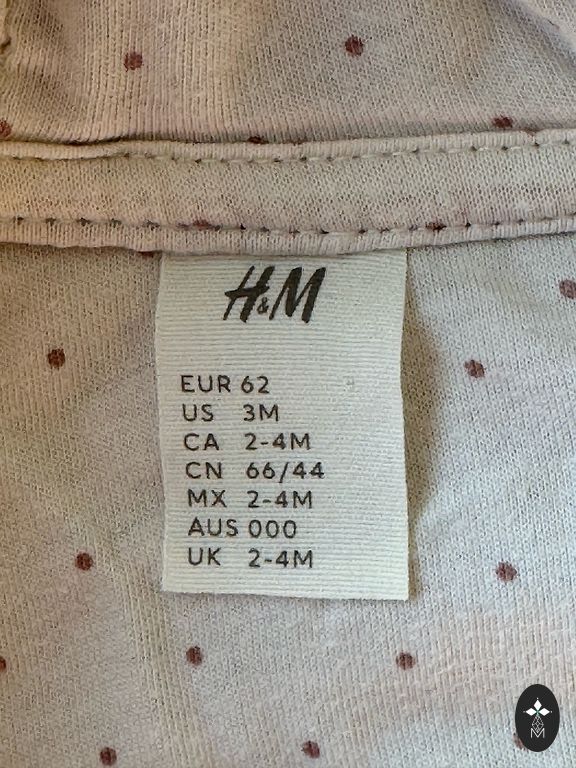 H&M
EUR 62
US 3M
CA 2-4M
CN 66/44
MX 2-4M
AUS 000
UK 2-4M
M